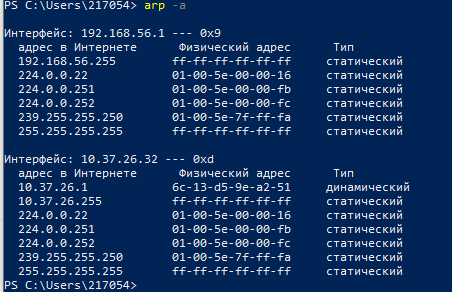 PS C:\Users\217054> arp -a
Интерфейс: 192.168.56.1 --- 0x9
адрес в Интернете Физический адрес Тип
192.168.56.255 ff-ff-ff-ff-ff-ff статический
224.0.0.22 01-00-5e-00-00-16 статический
224.0.0.251 01-00-5e-00-00-fb статический
224.0.0.252 01-00-5e-00-00-fc статический
239.255.255.250 01-00-5e-7f-ff-fa статический
255.255.255.255 ff-ff-ff-ff-ff-ff статический
Интерфейс: 10.37.26.32 --- 0xd
адрес в Интернете Физический адрес Тип
10.37.26.1 6c-13-d5-9e-a2-51 динамический
10.37.26.255 ff-ff-ff-ff-ff-ff статический
224.0.0.22 01-00-5e-00-00-16 статический
224.0.0.251 01-00-5e-00-00-fb статический
224.0.0.252 01-00-5e-00-00-fc статический
239.255.255.250 01-00-5e-7f-ff-fa статический
255.255.255.255 ff-ff-ff-ff-ff-ff статический
PS C:\Users\217054>